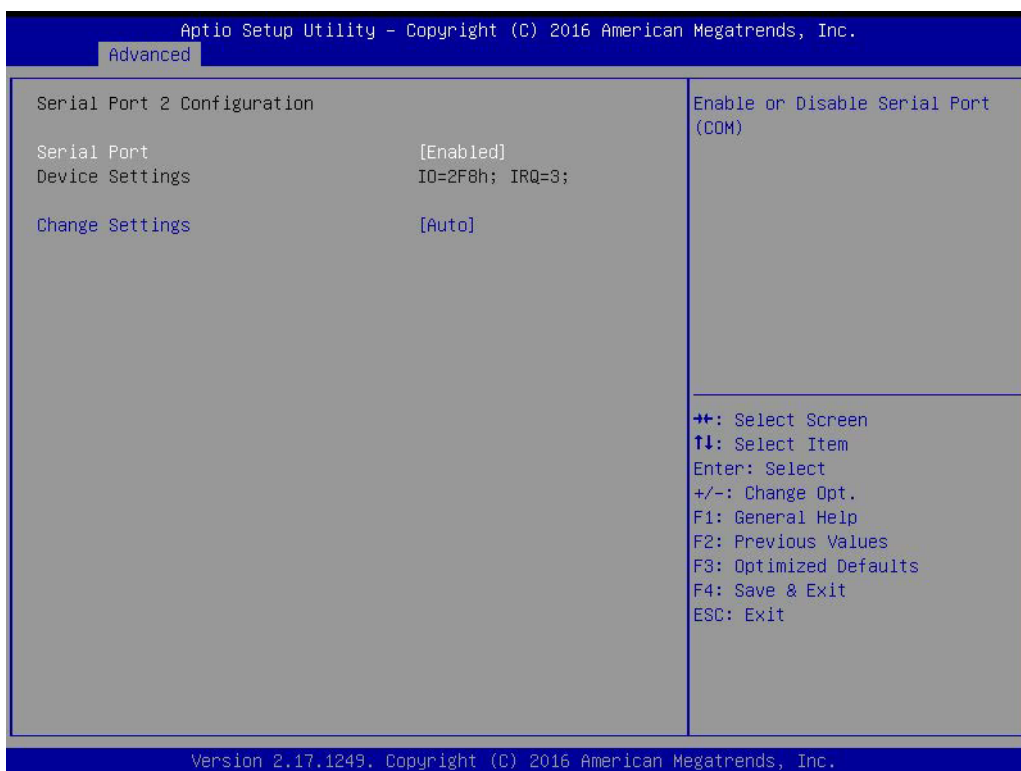 Aptio Setup Utility – Copyright (C) 2016 American Megatrends, Inc.
Advanced
Serial Port 2 Configuration
Serial Port [Enabled]
Device Settings IO=2F8h; IRQ=3;
Change Settings [Auto]
Enable or Disable Serial Port
(COM)
→←: Select Screen
↑↓: Select Item
Enter: Select
+/-: Change Opt.
F1: General Help
F2: Previous Values
F3: Optimized Defaults
F4: Save & Exit
ESC: Exit
Version 2.17.1249. Copyright (C) 2016 American Megatrends, Inc.